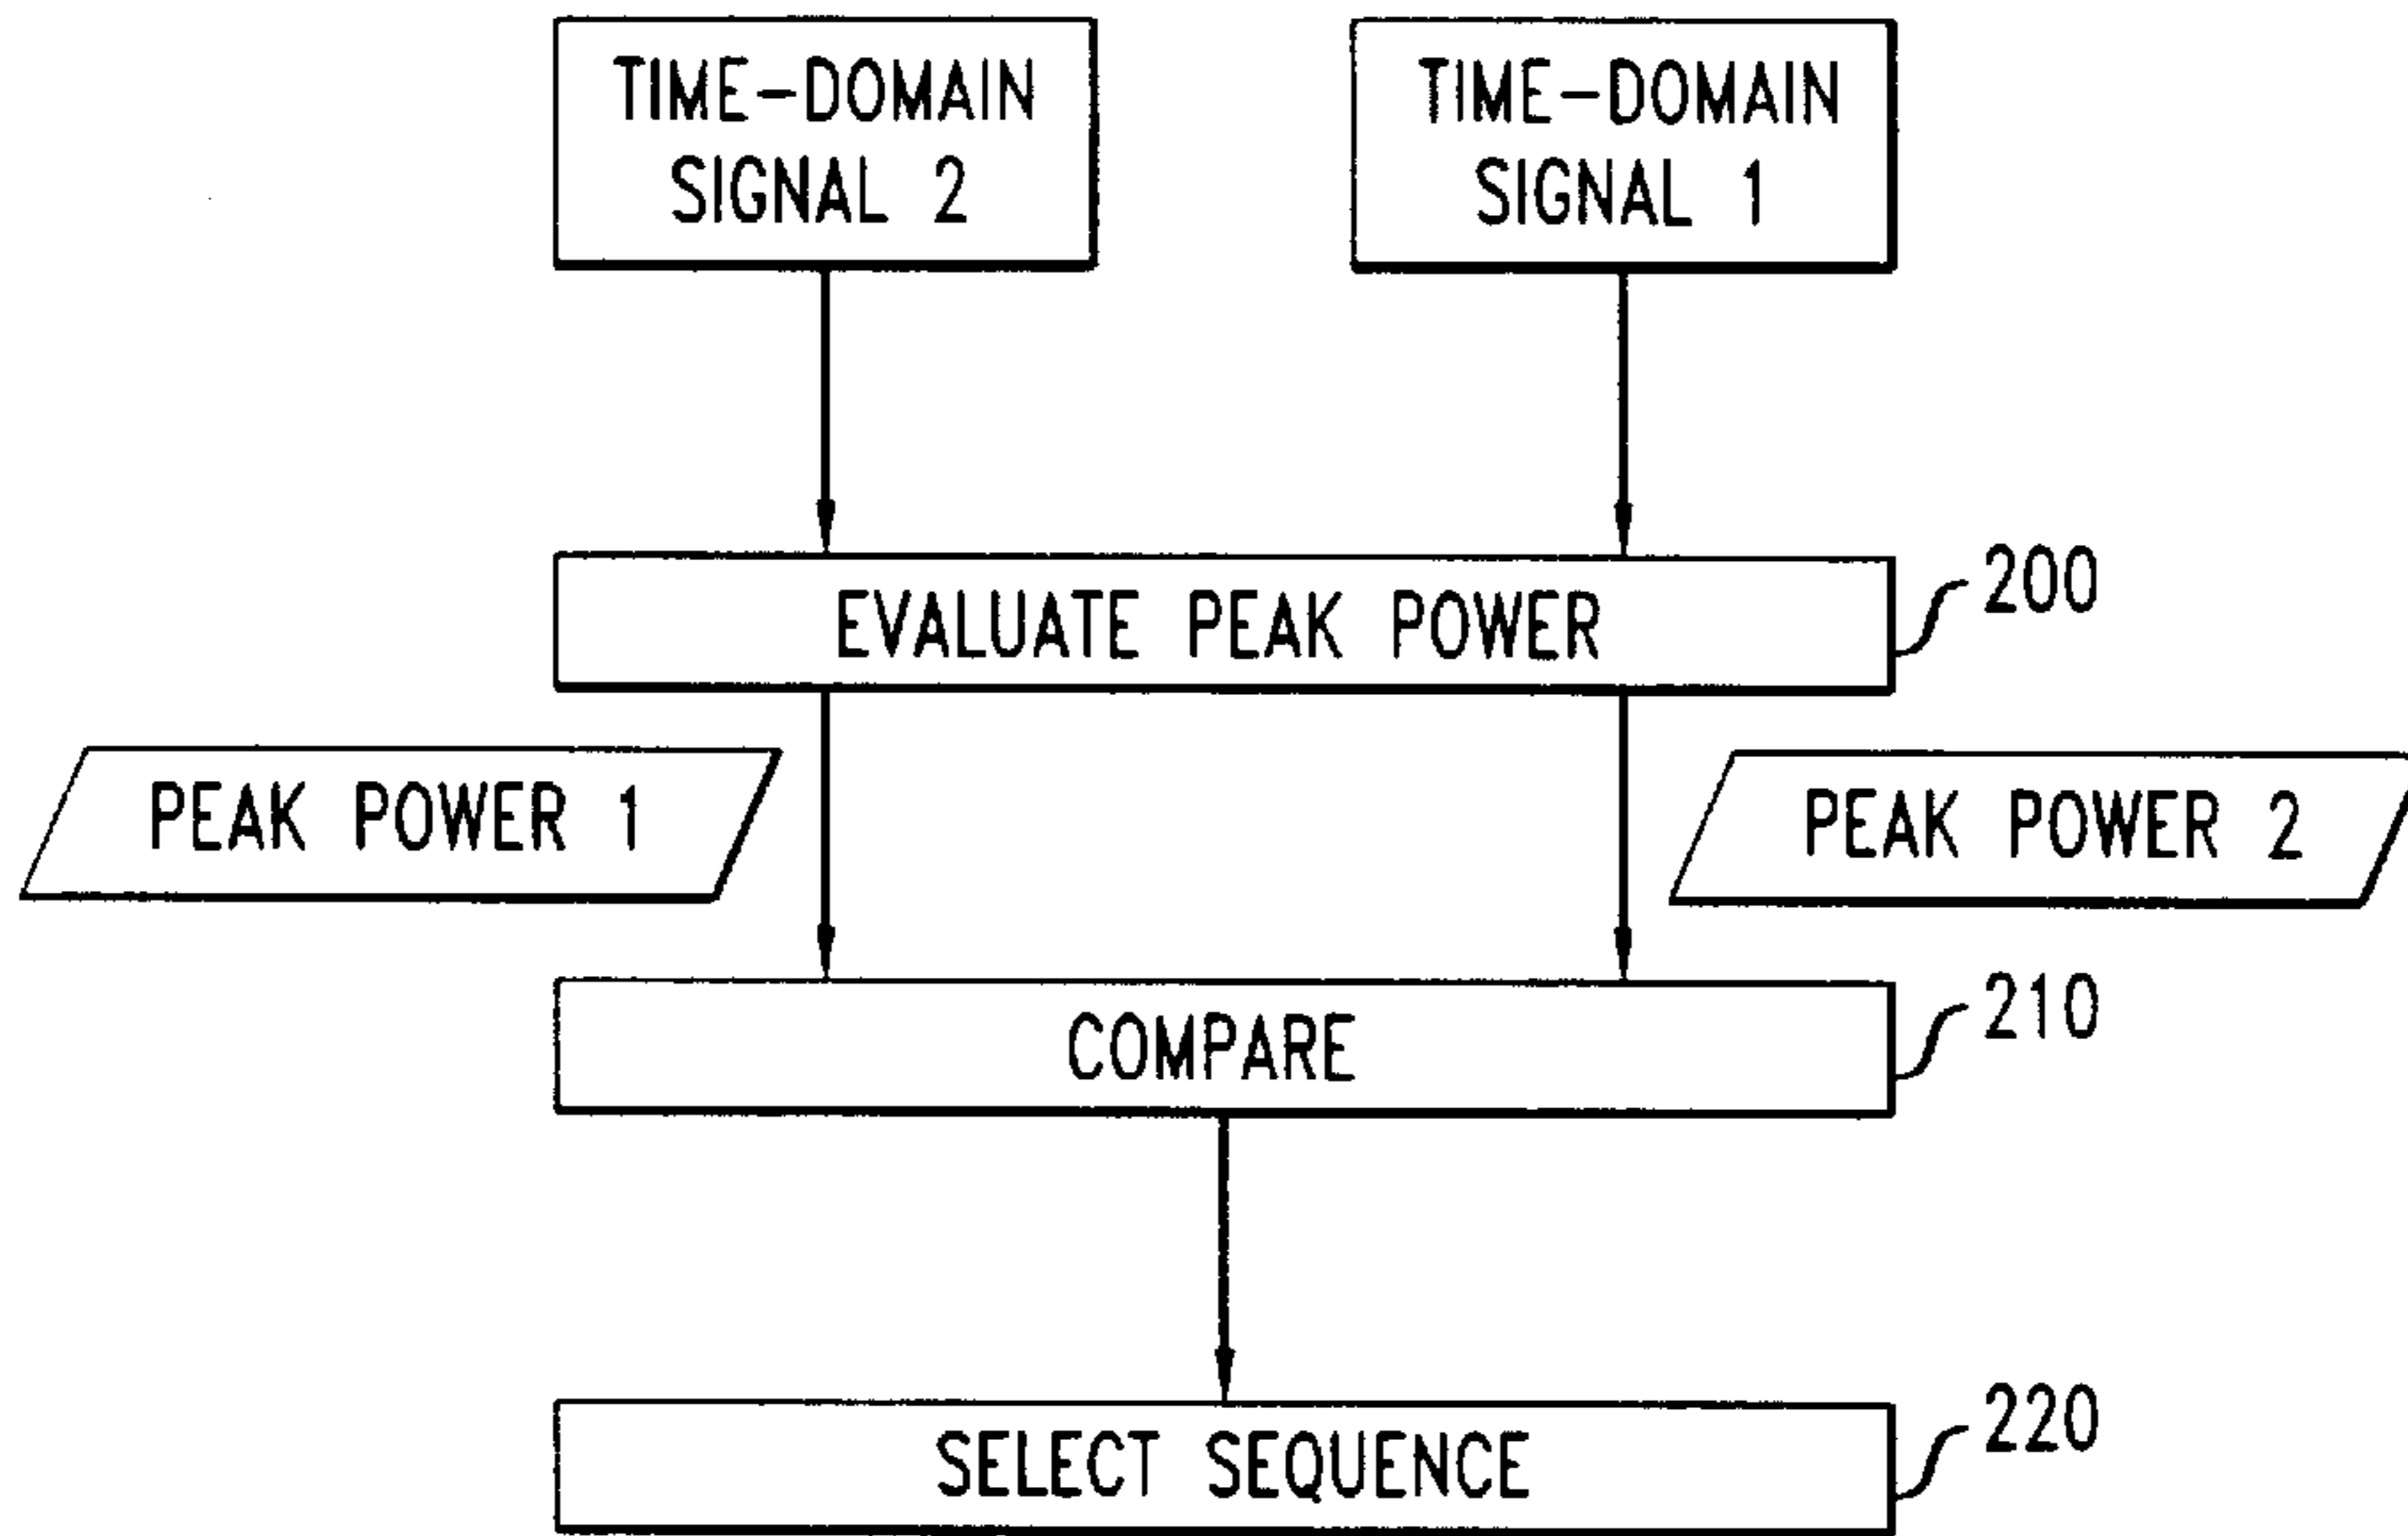 TIME-DOMAIN
SIGNAL 2
TIME-DOMAIN
SIGNAL 1
EVALUATE PEAK POWER
200
PEAK POWER 1
PEAK POWER 2
COMPARE
210
SELECT SEQUENCE
220